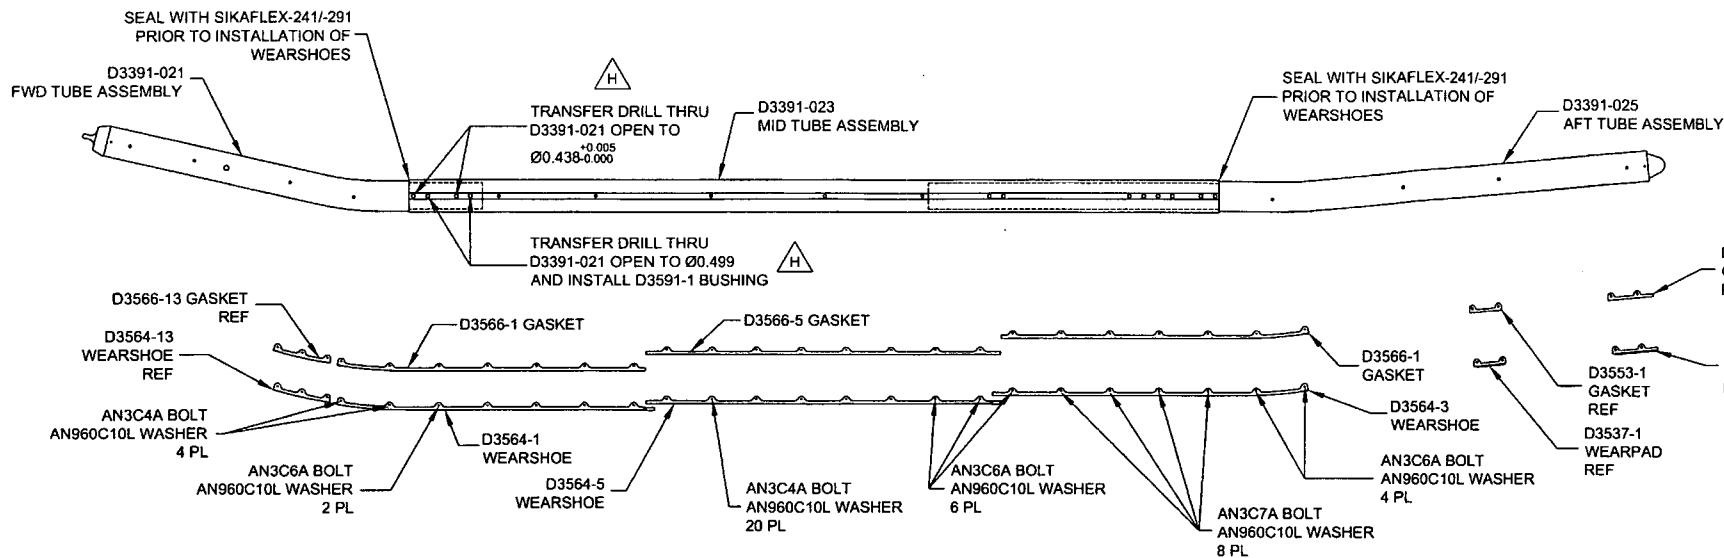 SEAL WITH SIKAFLEX-241/-291
PRIOR TO INSTALLATION OF
WEARSHOES
D3391-021
FWD TUBE ASSEMBLY
H
TRANSFER DRILL THRU
D3391-021 OPEN TO
Ø0.438+0.005
-0.000
D3391-023
MID TUBE ASSEMBLY
SEAL WITH SIKAFLEX-241/-291
PRIOR TO INSTALLATION OF
WEARSHOES
D3391-025
AFT TUBE ASSEMBLY
TRANSFER DRILL THRU
D3391-021 OPEN TO Ø0.499
AND INSTALL D3591-1 BUSHING
H
D3566-13 GASKET
REF
D3564-13
WEARSHOE
REF
D3566-1 GASKET
D3566-5 GASKET
D3566-1
GASKET
D3553-1
GASKET
REF
D3537-1
WEARPAD
REF
AN3C4A BOLT
AN960C10L WASHER
4 PL
D3564-1
WEARSHOE
AN3C6A BOLT
AN960C10L WASHER
2 PL
D3564-5
WEARSHOE
AN3C4A BOLT
AN960C10L WASHER
20 PL
AN3C6A BOLT
AN960C10L WASHER
6 PL
D3564-3
WEARSHOE
AN3C6A BOLT
AN960C10L WASHER
4 PL
AN3C7A BOLT
AN960C10L WASHER
8 PL